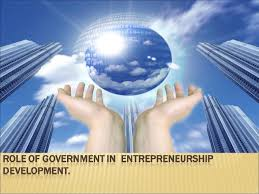 ROLE OF GOVERNMENT IN ENTREPRENEURSHIP
DEVELOPMENT.